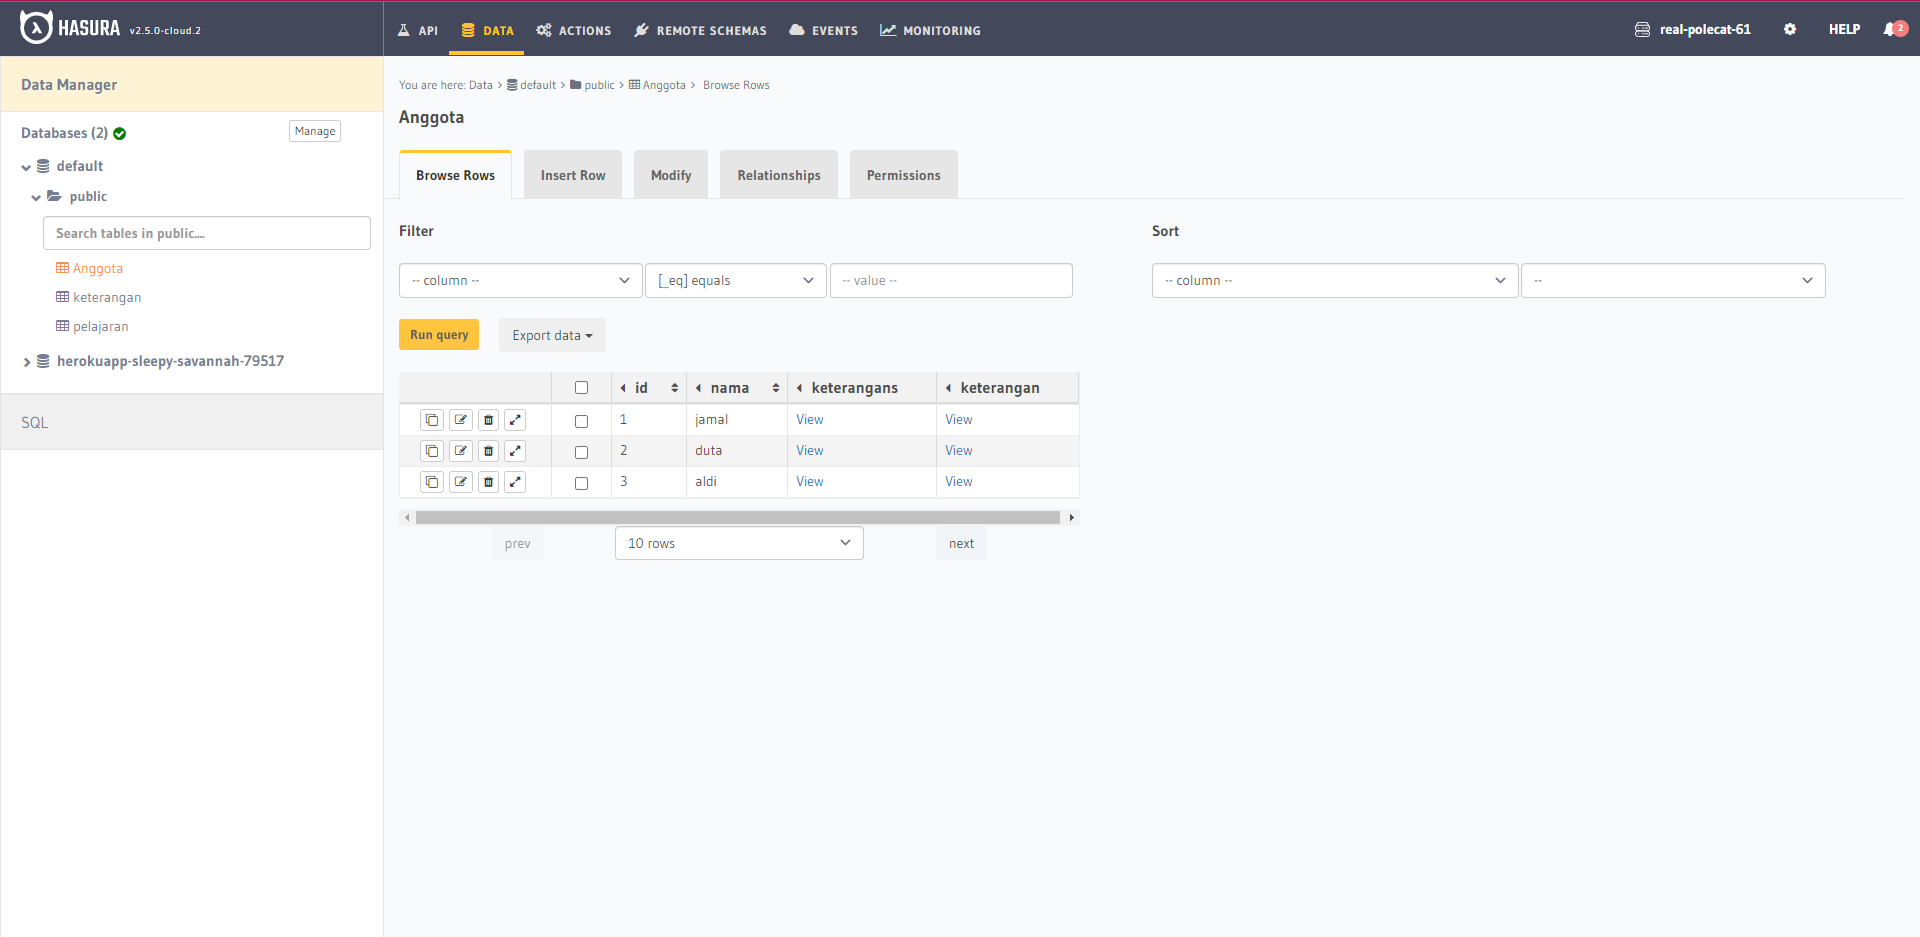 HASURA v2.5.0-cloud.2 API DATA ACTIONS REMOTE SCHEMAS EVENTS MONITORING real-polecat-61 HELP 2
Data Manager
Databases (2) Manage
default
public
Search tables in public....
Anggota
keterangan
pelajaran
herokuapp-sleepy-savannah-79517
SQL
You are here: Data > default > public > Anggota > Browse Rows
Anggota
Browse Rows Insert Row Modify Relationships Permissions
Filter Sort
-- column -- [_eq] equals -- value -- -- column -- --
Run query Export data
id nama keterangans keterangan
1 jamal View View
2 duta View View
3 aldi View View
prev 10 rows next